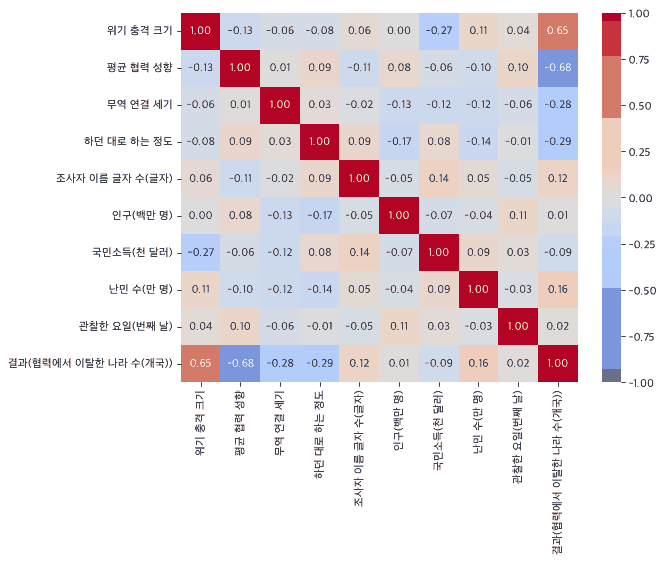 위기 충격 크기 1.00 -0.13 -0.06 -0.08 0.06 0.00 -0.27 0.11 0.04 0.65
평균 협력 성향 -0.13 1.00 0.01 0.09 -0.11 0.08 -0.06 -0.10 0.10 -0.68
무역 연결 세기 -0.06 0.01 1.00 0.03 -0.02 -0.13 -0.12 -0.12 -0.06 -0.28
하던 대로 하는 정도 -0.08 0.09 0.03 1.00 0.09 -0.17 0.08 -0.14 -0.01 -0.29
조사자 이름 글자 수(글자) 0.06 -0.11 -0.02 0.09 1.00 -0.05 0.14 0.05 -0.05 0.12
인구(백만 명) 0.00 0.08 -0.13 -0.17 -0.05 1.00 -0.07 -0.04 0.11 0.01
국민소득(천 달러) -0.27 -0.06 -0.12 0.08 0.14 -0.07 1.00 0.09 0.03 -0.09
난민 수(만 명) 0.11 -0.10 -0.12 -0.14 0.05 -0.04 0.09 1.00 -0.03 0.16
관찰한 요일(번째 날) 0.04 0.10 -0.06 -0.01 -0.05 0.11 0.03 -0.03 1.00 0.02
결과(협력에서 이탈한 나라 수(개국)) 0.65 -0.68 -0.28 -0.29 0.12 0.01 -0.09 0.16 0.02 1.00
위기 충격 크기
평균 협력 성향
무역 연결 세기
하던 대로 하는 정도
조사자 이름 글자 수(글자)
인구(백만 명)
국민소득(천 달러)
난민 수(만 명)
관찰한 요일(번째 날)
결과(협력에서 이탈한 나라 수(개국))
1.00
0.75
0.50
0.25
0.00
-0.25
-0.50
-0.75
-1.00